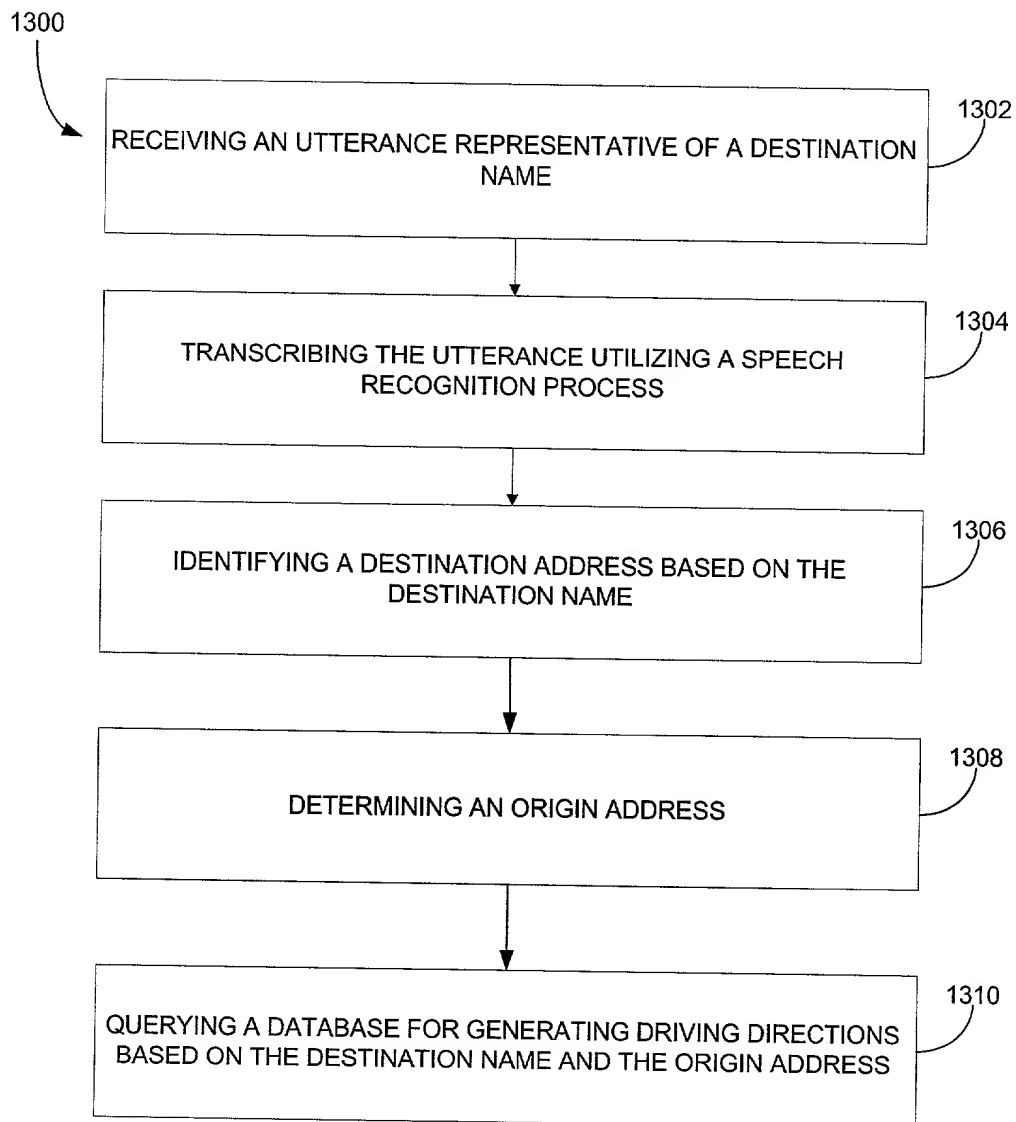 1300
1302
RECEIVING AN UTTERANCE REPRESENTATIVE OF A DESTINATION
NAME
1304
TRANSCRIBING THE UTTERANCE UTILIZING A SPEECH
RECOGNITION PROCESS
1306
IDENTIFYING A DESTINATION ADDRESS BASED ON THE
DESTINATION NAME
1308
DETERMINING AN ORIGIN ADDRESS
1310
QUERYING A DATABASE FOR GENERATING DRIVING DIRECTIONS
BASED ON THE DESTINATION NAME AND THE ORIGIN ADDRESS